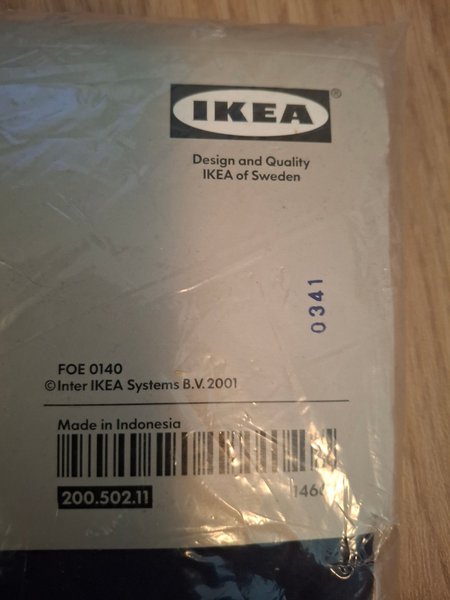 IKEA®
Design and Quality
IKEA of Sweden
0341
FOE 0140
©Inter IKEA Systems B.V. 2001
Made in Indonesia
200.502.11